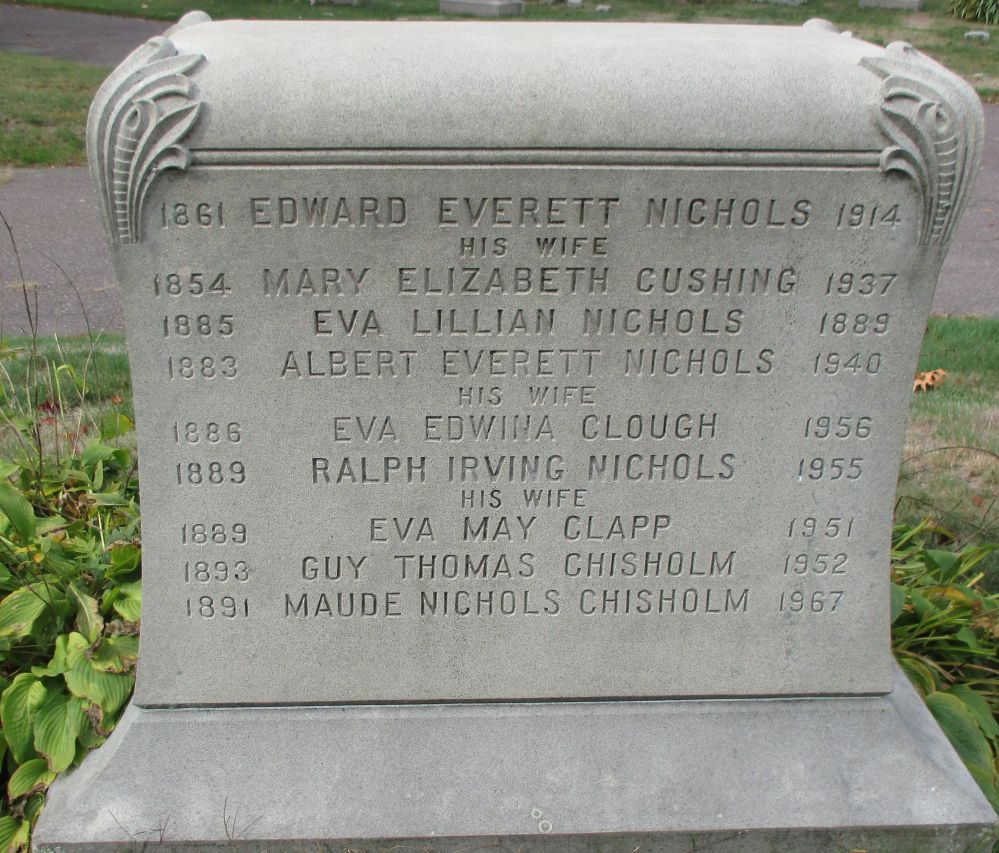 1861 EDWARD EVERETT NICHOLS 1914
HIS WIFE
1854 MARY ELIZABETH CUSHING 1937
1885 EVA LILLIAN NICHOLS 1889
1883 ALBERT EVERETT NICHOLS 1940
HIS WIFE
1886 EVA EDWINA CLOUGH 1956
1889 RALPH IRVING NICHOLS 1955
HIS WIFE
1889 EVA MAY CLAPP 1951
1893 GUY THOMAS CHISHOLM 1952
1891 MAUDE NICHOLS CHISHOLM 1967